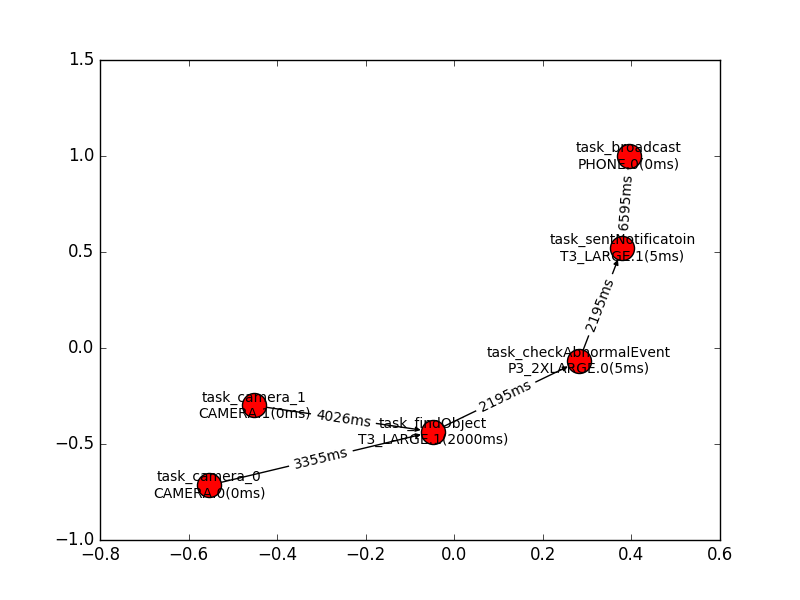 1.5
1.0
0.5
0.0
−0.5
−1.0
−0.8
−0.6
−0.4
−0.2
0.0
0.2
0.4
0.6
task_broadcast
PHONE.0(0ms)
6595ms
task_sentNotificatoin
T3_LARGE.1(5ms)
2195ms
task_checkAbnormalEvent
P3_2XLARGE.0(5ms)
2195ms
task_camera_1
CAMERA.1(0ms)
4026ms
task_findObject
T3_LARGE.1(2000ms)
3355ms
task_camera_0
CAMERA.0(0ms)